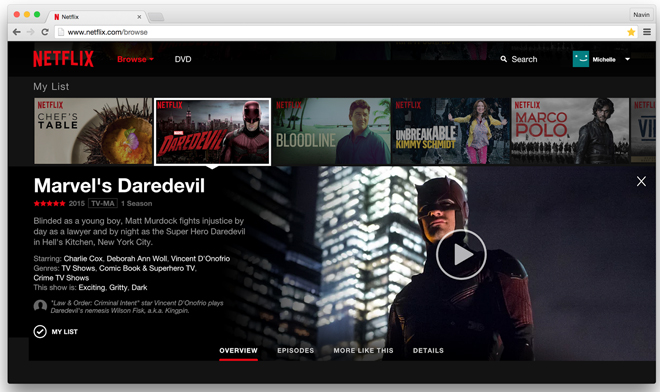 Netflix
Navin
www.netflix.com/browse
NETFLIX
Browse
DVD
Search
Michelle
My List
NETFLIX
CHEF'S
TABLE
NETFLIX
MARVEL
DAREDEVIL
NETFLIX
BLOODLINE
NETFLIX
UNBREAKABLE
KIMMY SCHMIDT
NETFLIX
MARCO
POLO
VI
Marvel's Daredevil
2015 TV-MA 1 Season
Blinded as a young boy, Matt Murdock fights injustice by
day as a lawyer and by night as the Super Hero Daredevil
in Hell's Kitchen, New York City.
Starring: Charlie Cox, Deborah Ann Woll, Vincent D'Onofrio
Genres: TV Shows, Comic Book & Superhero TV,
Crime TV Shows
This show is: Exciting, Gritty, Dark
"Law & Order: Criminal Intent" star Vincent D'Onofrio plays
Daredevil's nemesis Wilson Fisk, a.k.a. Kingpin.
MY LIST
OVERVIEW
EPISODES
MORE LIKE THIS
DETAILS